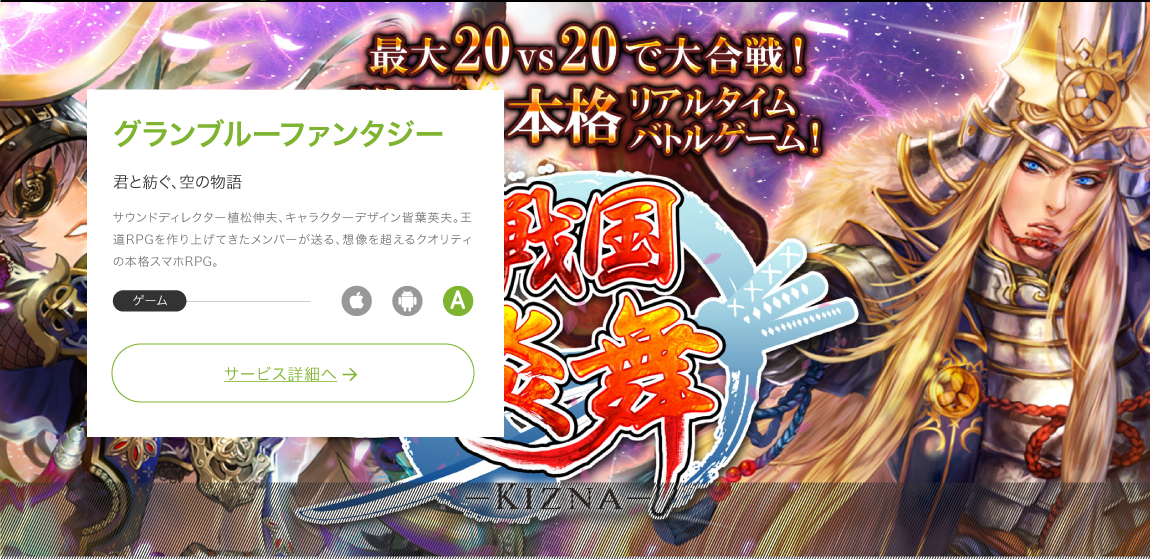 最大20vs20で大合戦!
本格リアルタイム
バトルゲーム!
グランブルーファンタジー
君と紡ぐ、空の物語
サウンドディレクター植松伸夫、キャラクターデザイン皆葉英夫。王
道RPGを作り上げてきたメンバーが送る、想像を超えるクオリティ
の本格スマホRPG。
ゲーム
A
サービス詳細へ →
戦国
炎舞
-KIZNA-